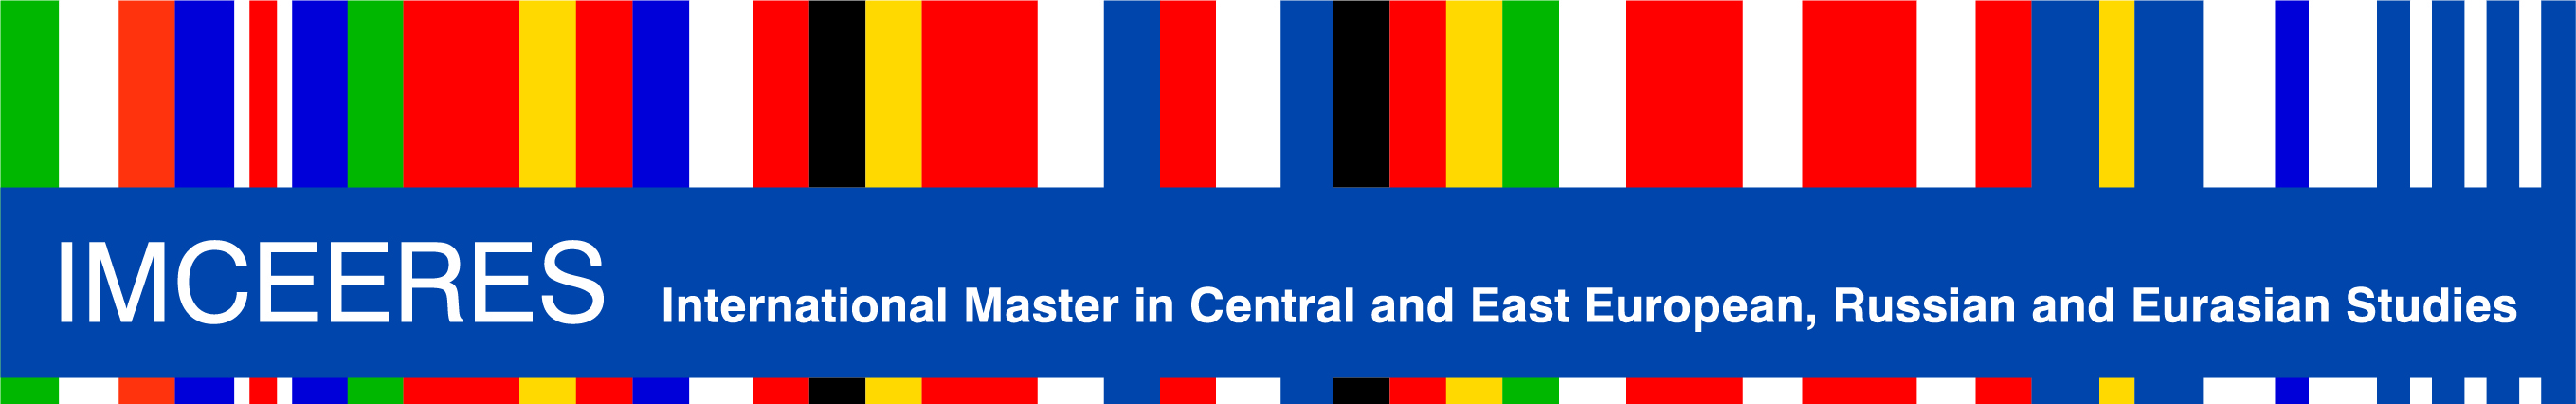 IMCEERES International Master in Central and East European, Russian and Eurasian Studies